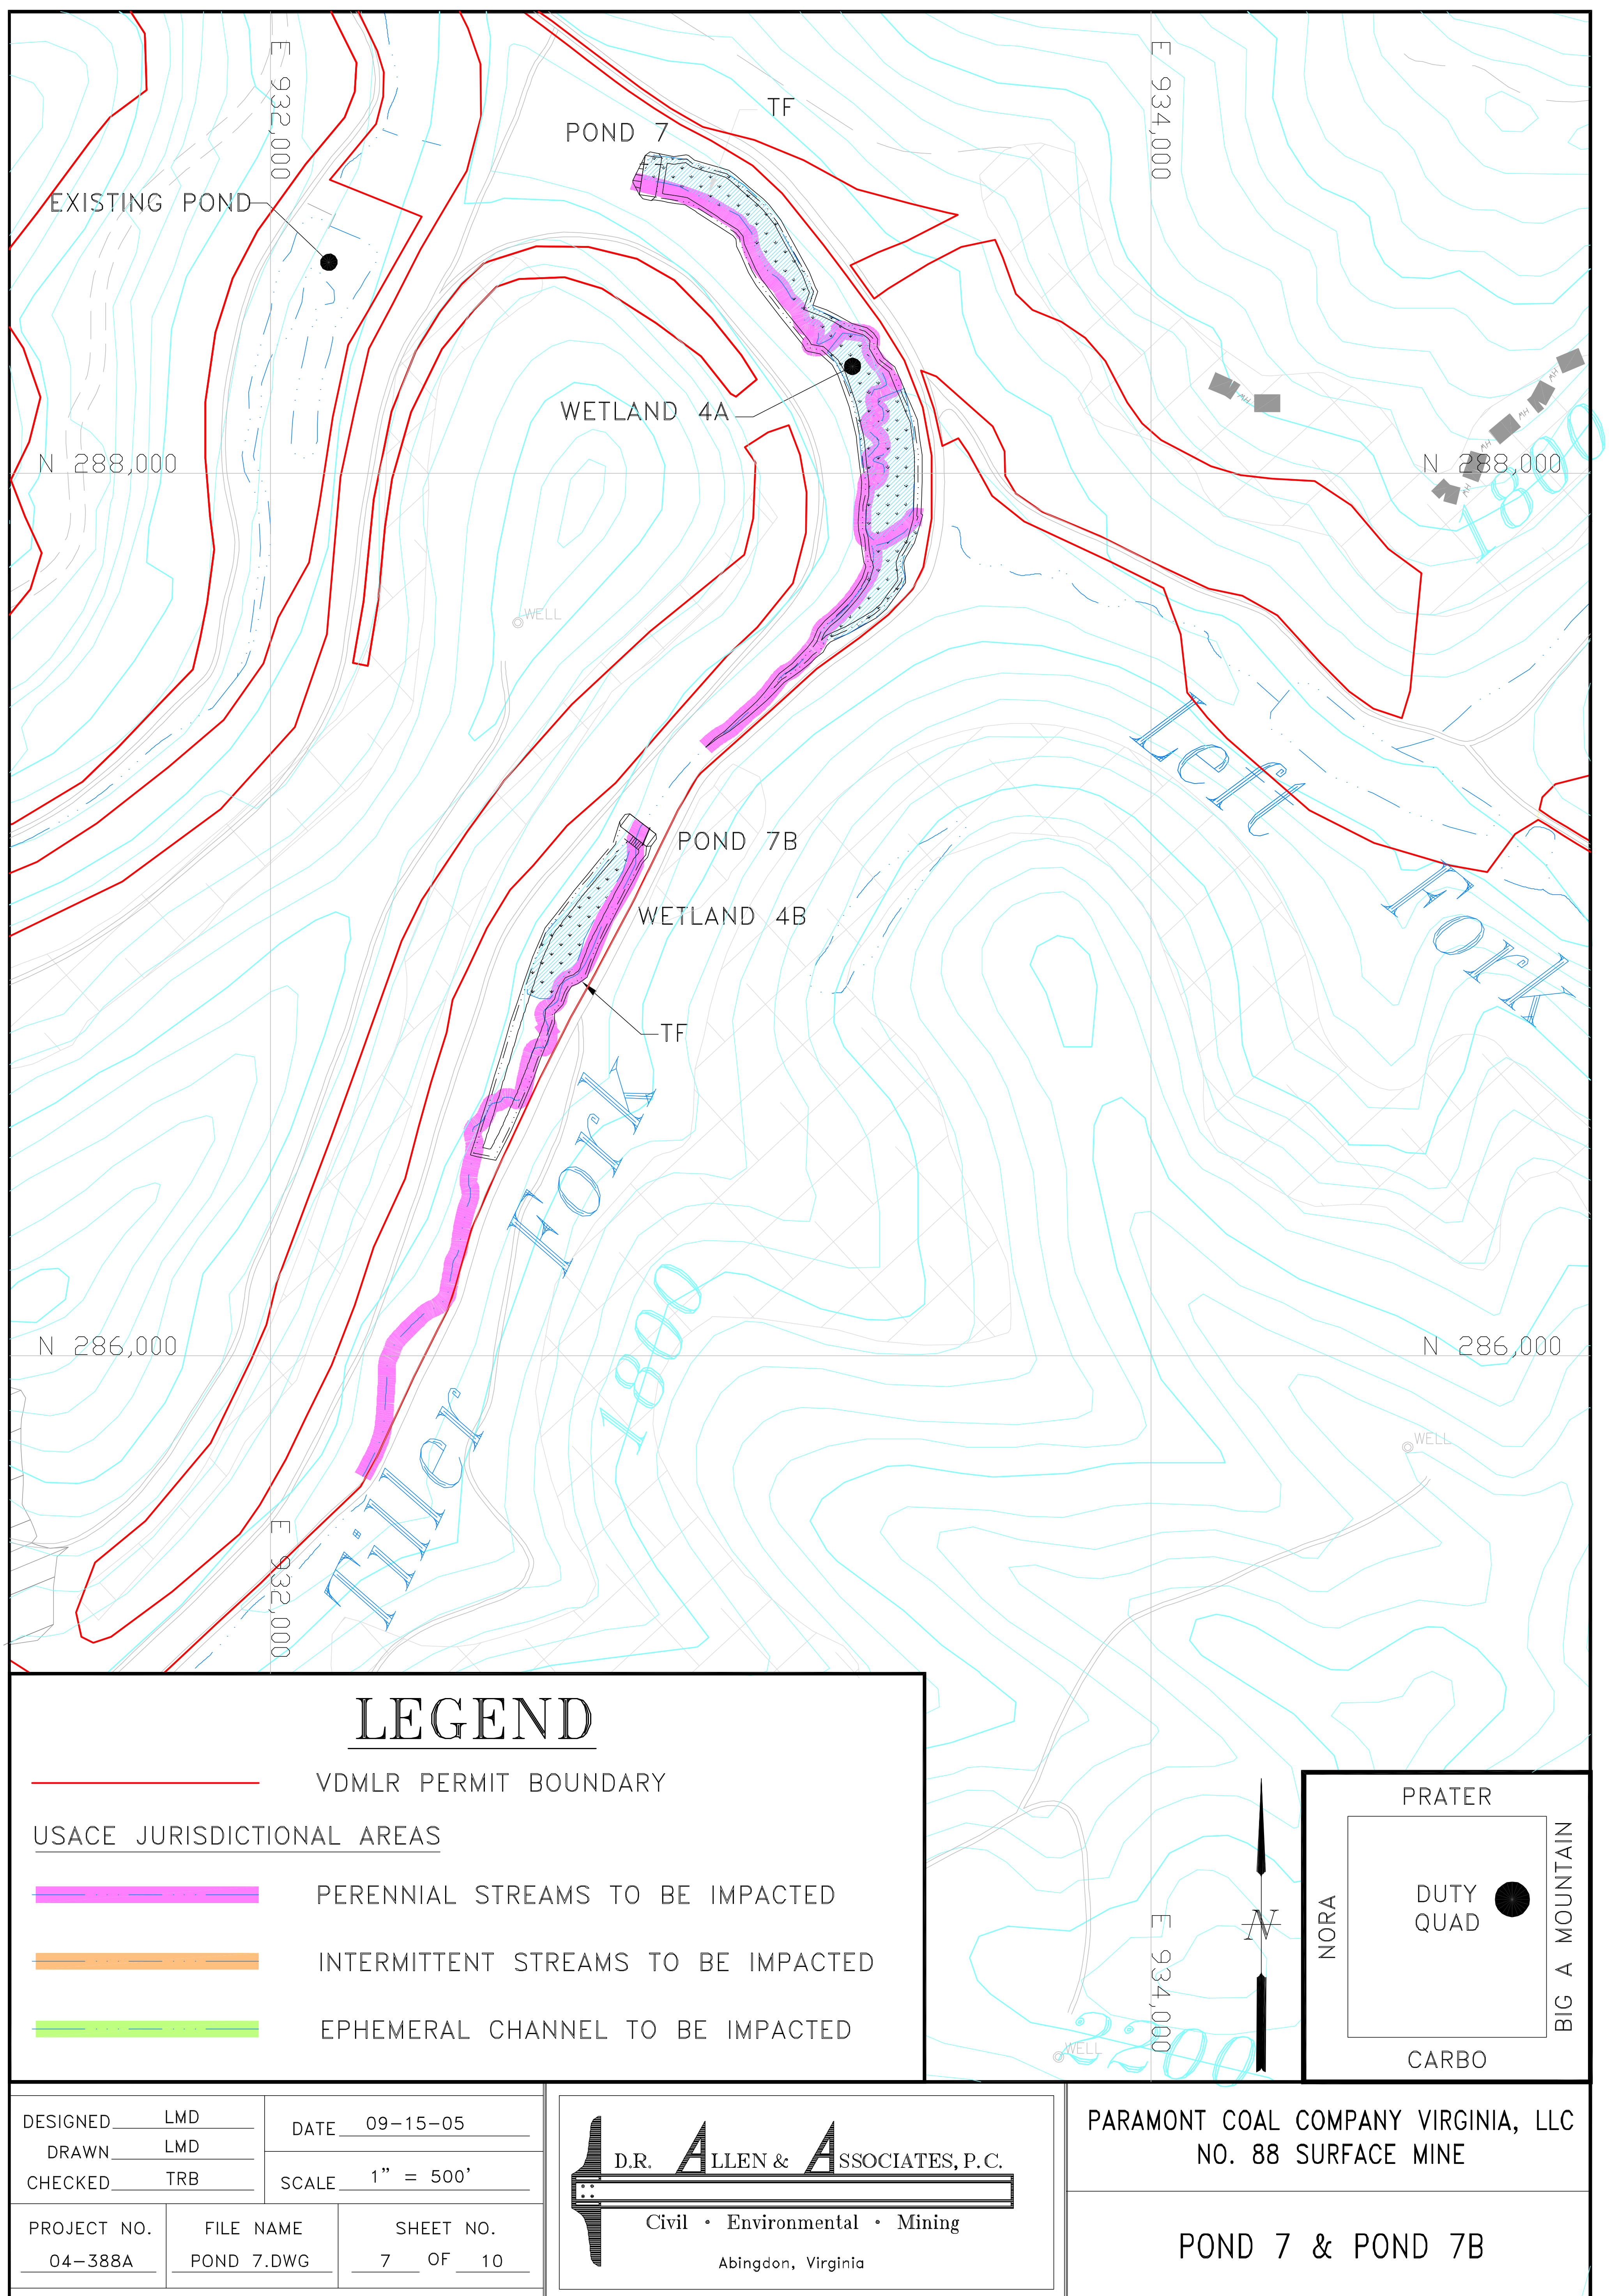 E 932,000
E 934,000
TF
POND 7
EXISTING POND
WETLAND 4A
N 288,000
N 288,000
MH
MH
MH
MH
MH
1800
WELL
Left Fork
POND 7B
WETLAND 4B
TF
Tiller Fork
1800
N 286,000
N 286,000
WELL
E 932,000
E 934,000
2200
WELL
N
LEGEND
VDMLR PERMIT BOUNDARY
USACE JURISDICTIONAL AREAS
PERENNIAL STREAMS TO BE IMPACTED
INTERMITTENT STREAMS TO BE IMPACTED
EPHEMERAL CHANNEL TO BE IMPACTED
PRATER
NORA
DUTY
QUAD
BIG A MOUNTAIN
CARBO
DESIGNED LMD
DRAWN LMD
CHECKED TRB
DATE 09-15-05
SCALE 1" = 500'
PROJECT NO.
04-388A
FILE NAME
POND 7.DWG
SHEET NO.
7 OF 10
D.R. ALLEN & ASSOCIATES, P.C.
Civil • Environmental • Mining
Abingdon, Virginia
PARAMONT COAL COMPANY VIRGINIA, LLC
NO. 88 SURFACE MINE
POND 7 & POND 7B